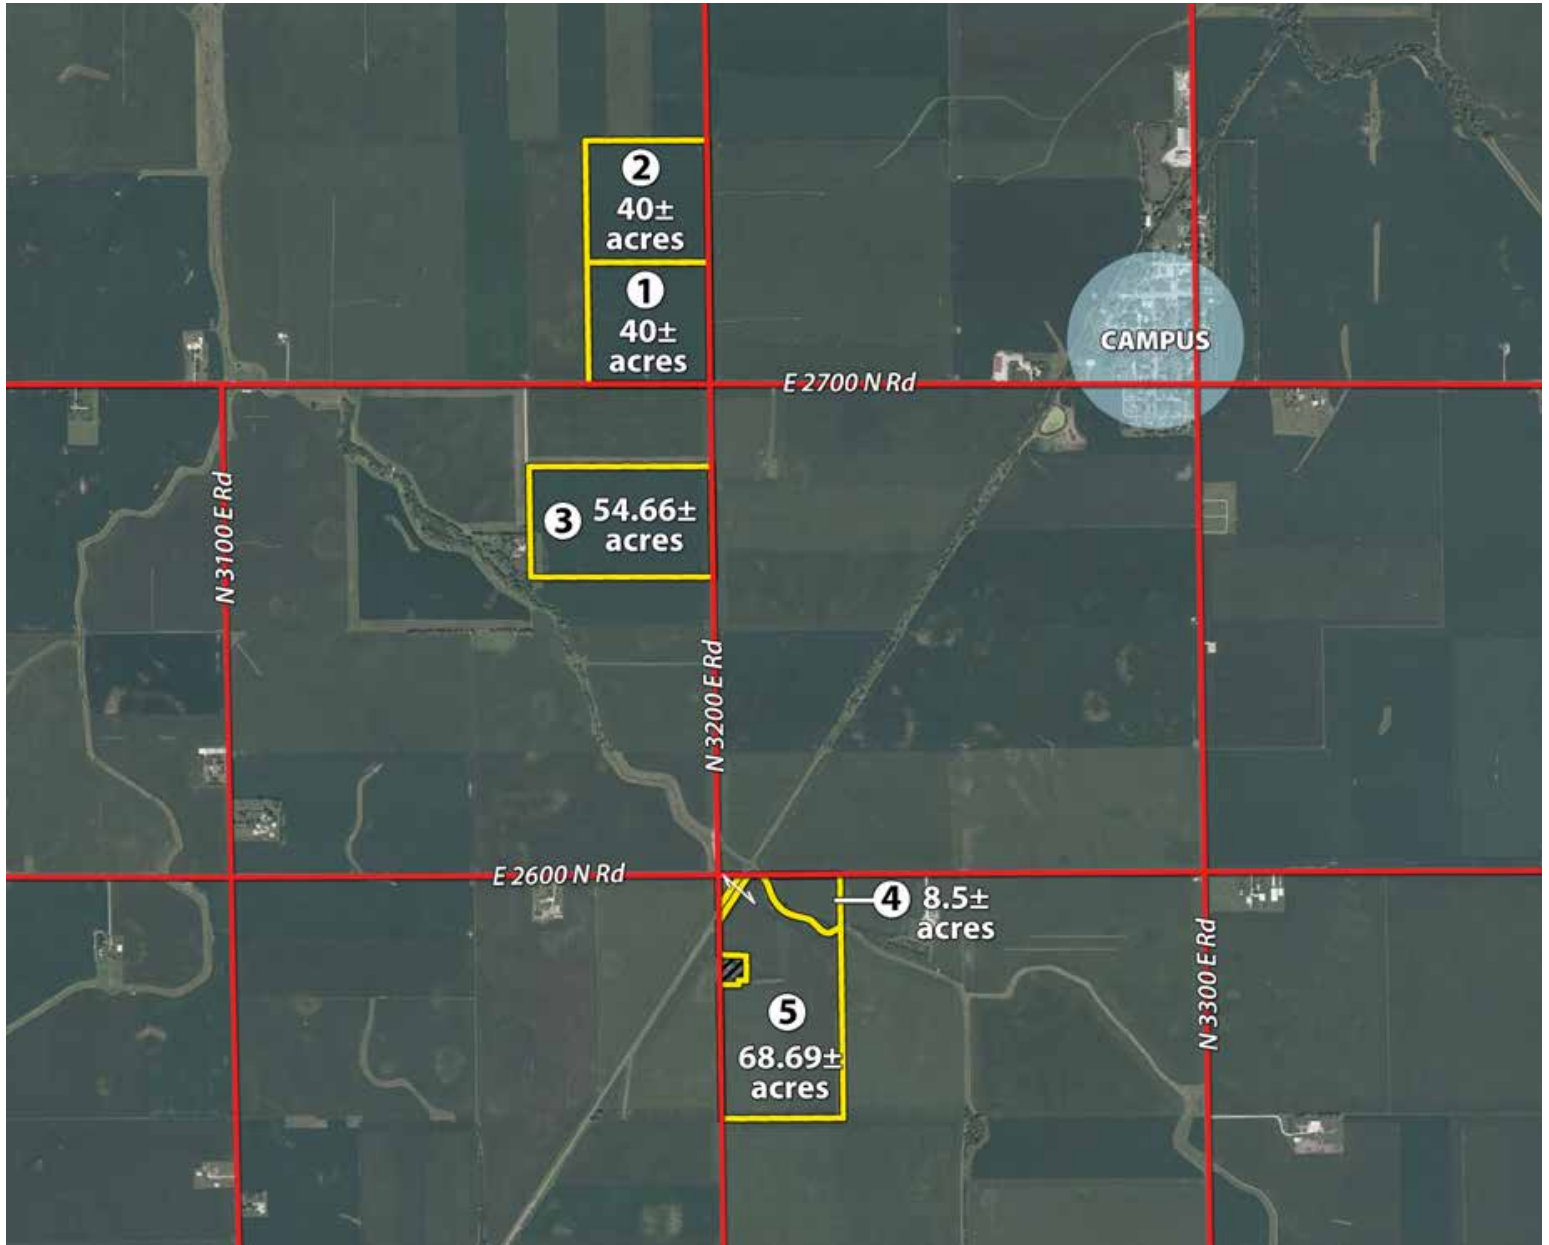 2
40±
acres
1
40±
acres
CAMPUS
E 2700 N Rd
3 54.66±
acres
N 3100 E Rd
N 3200 E Rd
E 2600 N Rd
4 8.5±
acres
N 3300 E Rd
5
68.69±
acres